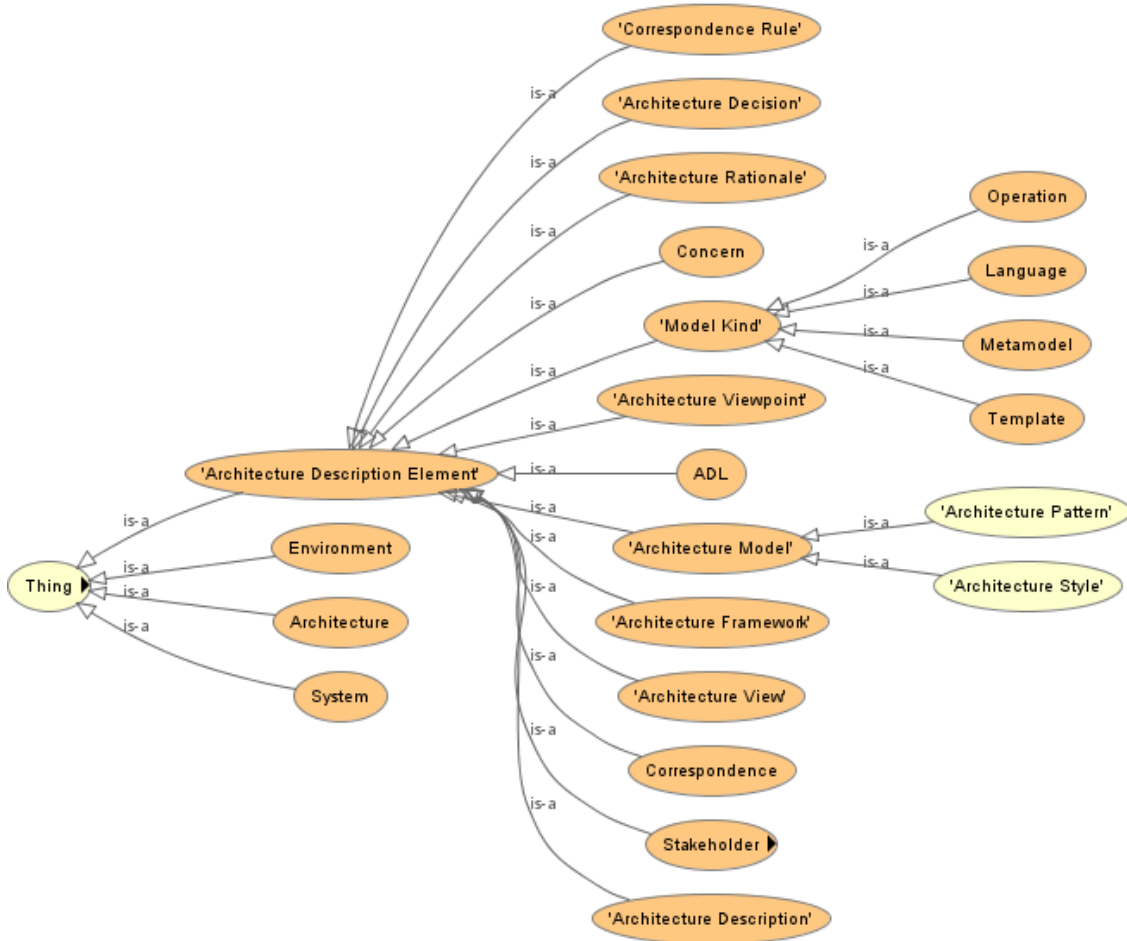 'Correspondence Rule'
is-a
'Architecture Decision'
is-a
'Architecture Rationale'
is-a
Operation
is-a
Concern
is-a
Language
is-a
'Model Kind'
is-a
is-a
Metamodel
is-a
'Architecture Viewpoint'
is-a
Template
'Architecture Description Element'
is-a
ADL
is-a
'Architecture Pattern'
is-a
Environment
is-a
'Architecture Model'
is-a
Thing
is-a
is-a
is-a
'Architecture Style'
is-a
Architecture
'Architecture Framework'
is-a
is-a
System
'Architecture View'
is-a
Correspondence
is-a
Stakeholder
'Architecture Description'